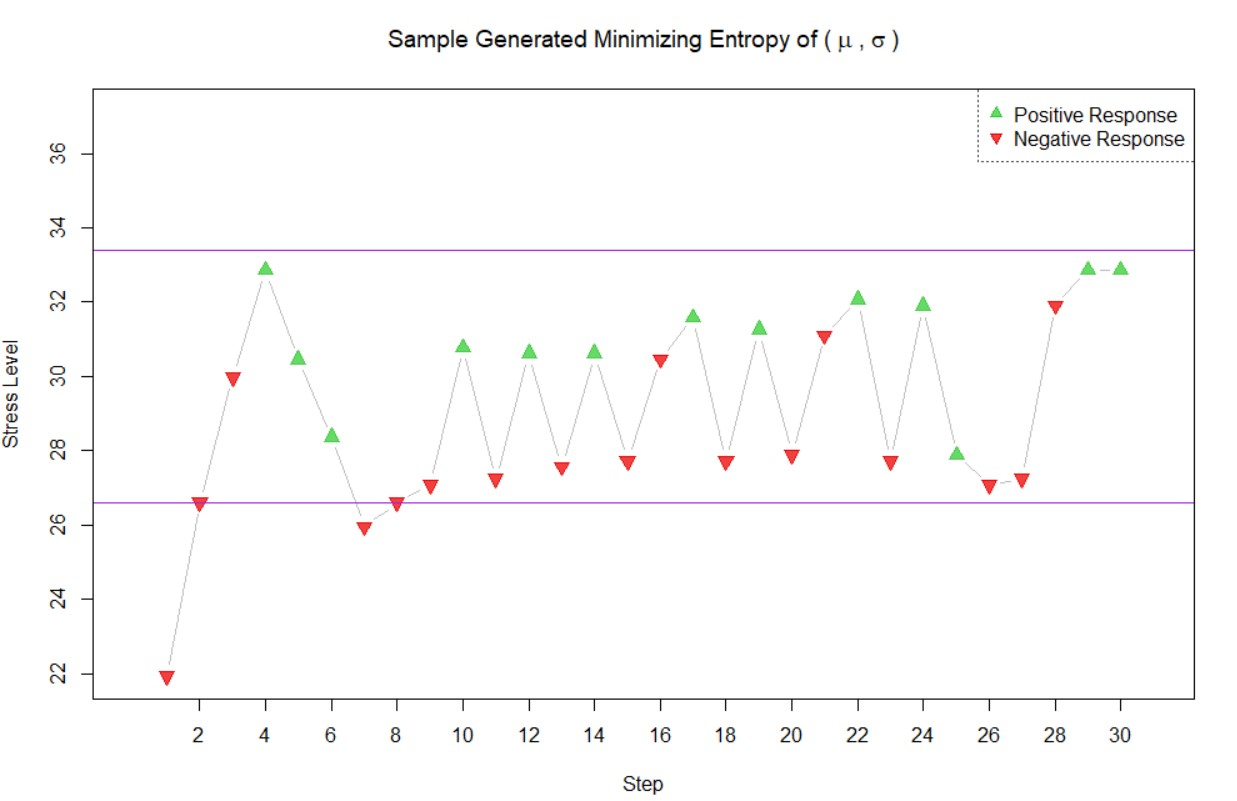 Sample Generated Minimizing Entropy of ( μ , σ )
Positive Response
Negative Response
36
34
32
30
28
26
24
22
Stress Level
2 4 6 8 10 12 14 16 18 20 22 24 26 28 30
Step